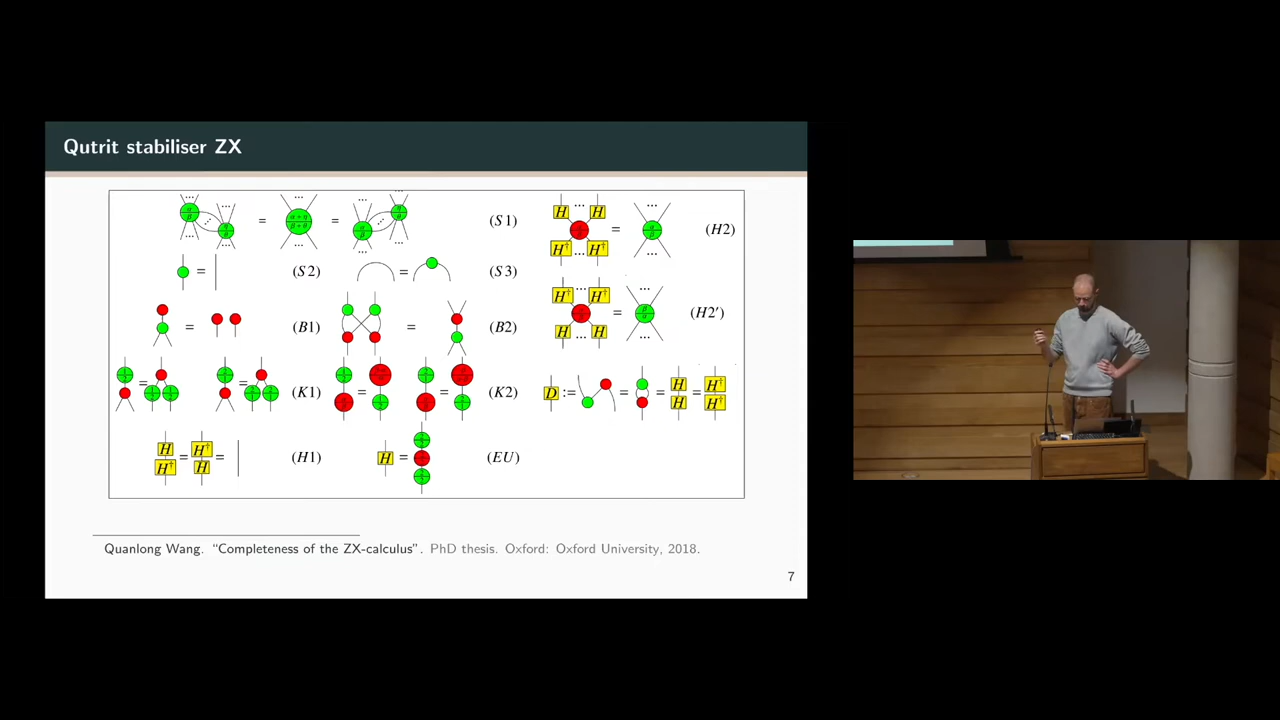 Qutrit stabiliser ZX
= = (S1)
= (S2) = (S3)
= (B1) = (B2)
= = (K1) = = (K2)
H H† = H† H = (H1) H = (EU)
H H H† H† = (H2)
H† H† H H = (H2′)
D := = = H H = H† H†
Quanlong Wang. “Completeness of the ZX-calculus”. PhD thesis. Oxford: Oxford University, 2018.
7